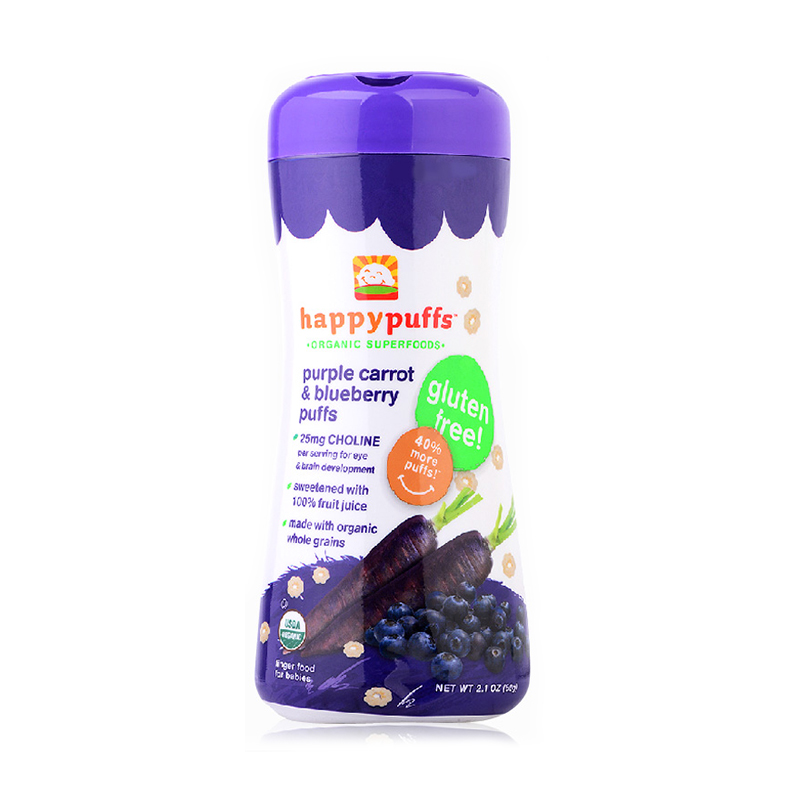 happypuffs™
•ORGANIC SUPERFOODS•
purple carrot
& blueberry
puffs
gluten
free!
• 25mg CHOLINE
per serving for eye
& brain development
40%
more
puffs!
• sweetened with
100% fruit juice
• made with organic
whole grains
USDA
ORGANIC
finger food
for babies
NET WT 2.1 OZ (60g)